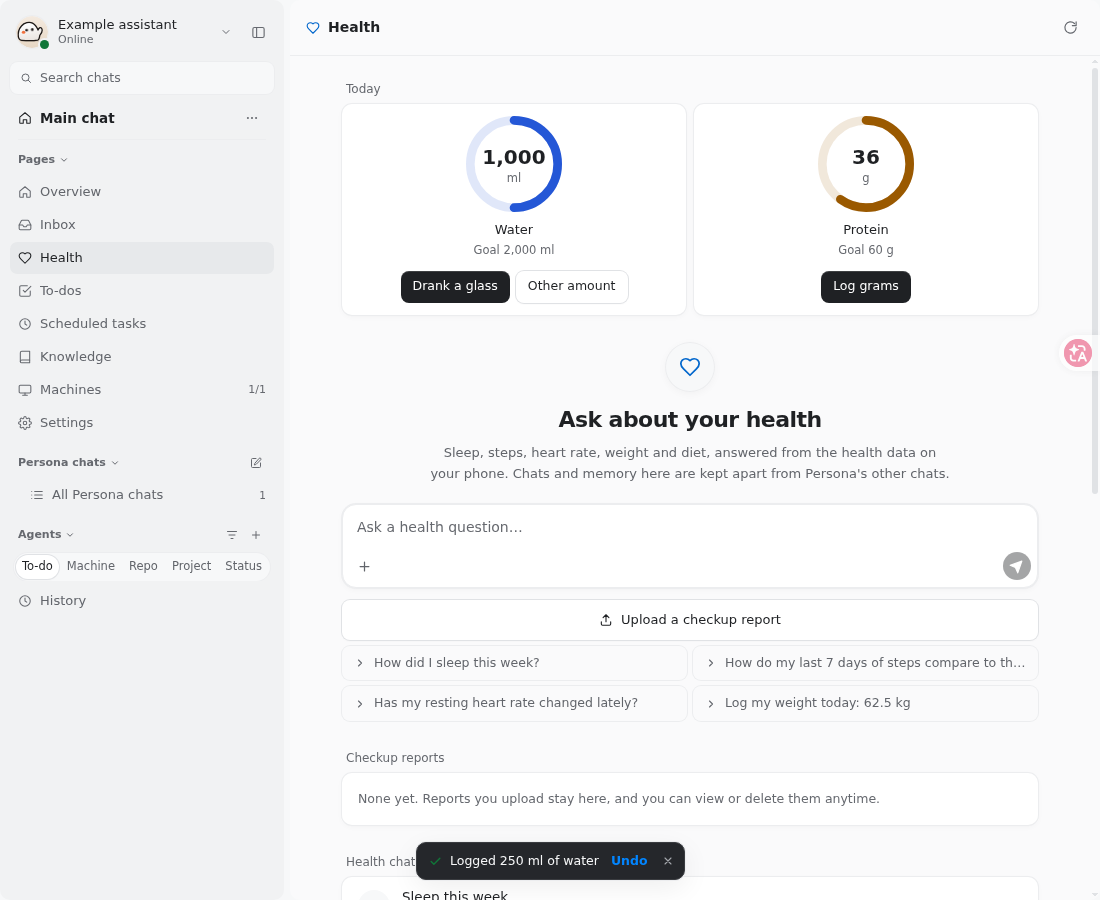 Example assistant
Online
Search chats
Main chat
Pages
Overview
Inbox
Health
To-dos
Scheduled tasks
Knowledge
Machines 1/1
Settings
Persona chats
All Persona chats 1
Agents
To-do Machine Repo Project Status
History
Health
Today
1,000
ml
Water
Goal 2,000 ml
Drank a glass Other amount
36
g
Protein
Goal 60 g
Log grams
Ask about your health
Sleep, steps, heart rate, weight and diet, answered from the health data on
your phone. Chats and memory here are kept apart from Persona's other chats.
Ask a health question…
Upload a checkup report
How did I sleep this week?
How do my last 7 days of steps compare to th…
Has my resting heart rate changed lately?
Log my weight today: 62.5 kg
Checkup reports
None yet. Reports you upload stay here, and you can view or delete them anytime.
Health chat
Logged 250 ml of water Undo
Sleep this week